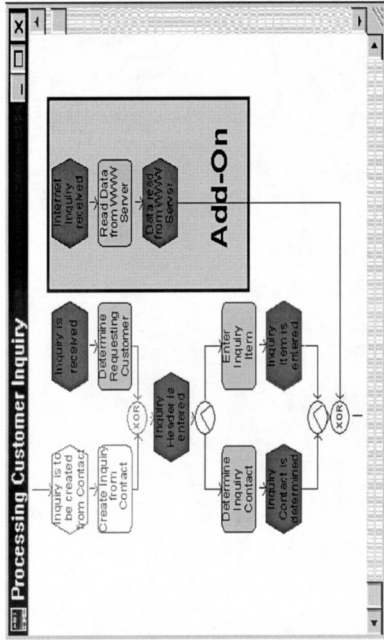 Processing Customer Inquiry
Inquiry is to
be created
from Contact
Inquiry is
received
Internet
Inquiry
received
Create Inquiry
from
Contact
Determine
Requesting
Customer
Read Data
from WWW
Server
XOR
Data read
from WWW
Server
Inquiry
Header is
entered
Add-On
Determine
Inquiry
Contact
Enter
Inquiry
Item
Inquiry
Contact is
determined
Inquiry
Item is
entered
XOR